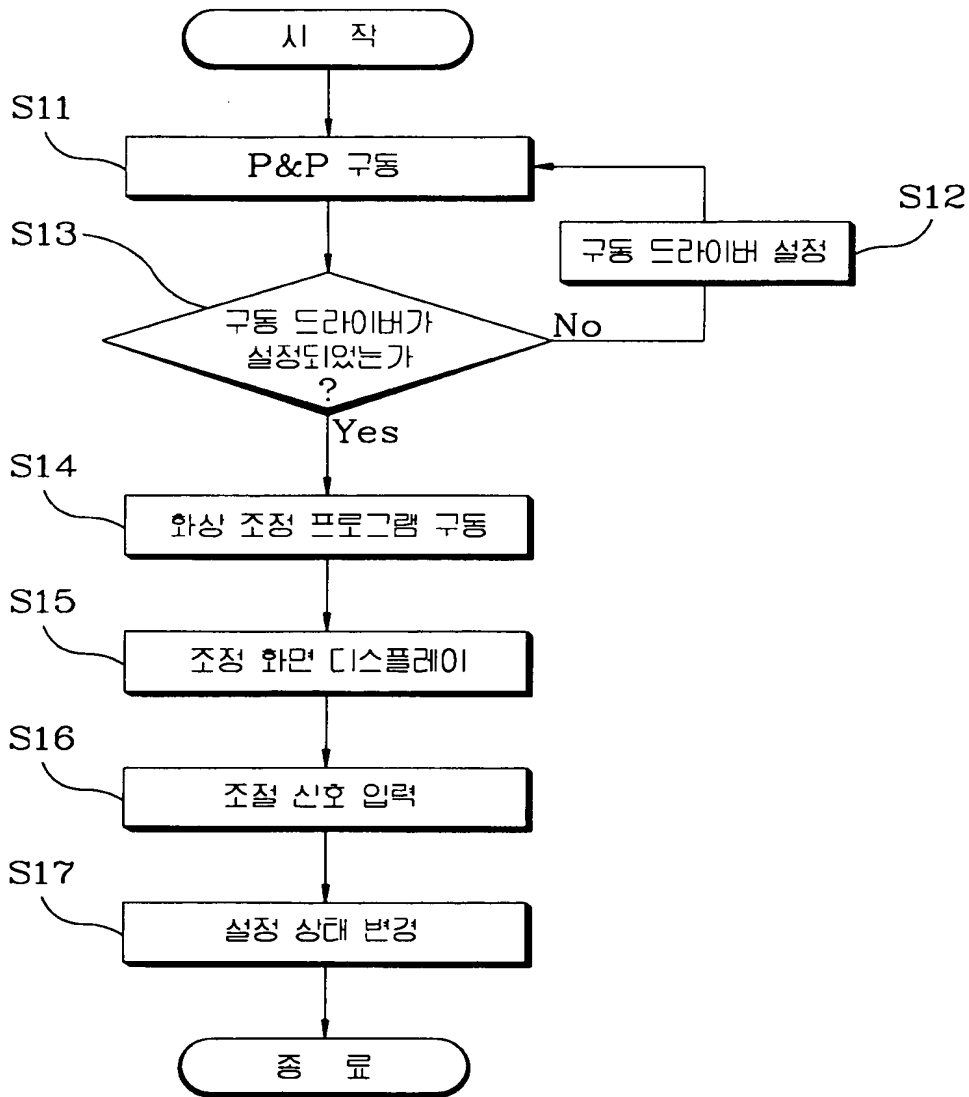 시 작
S11
P&P 구동
S12
구동 드라이버 설정
S13
구동 드라이버가
설정되었는가
?
No
Yes
S14
화상 조정 프로그램 구동
S15
조정 화면 디스플레이
S16
조절 신호 입력
S17
설정 상태 변경
종 료